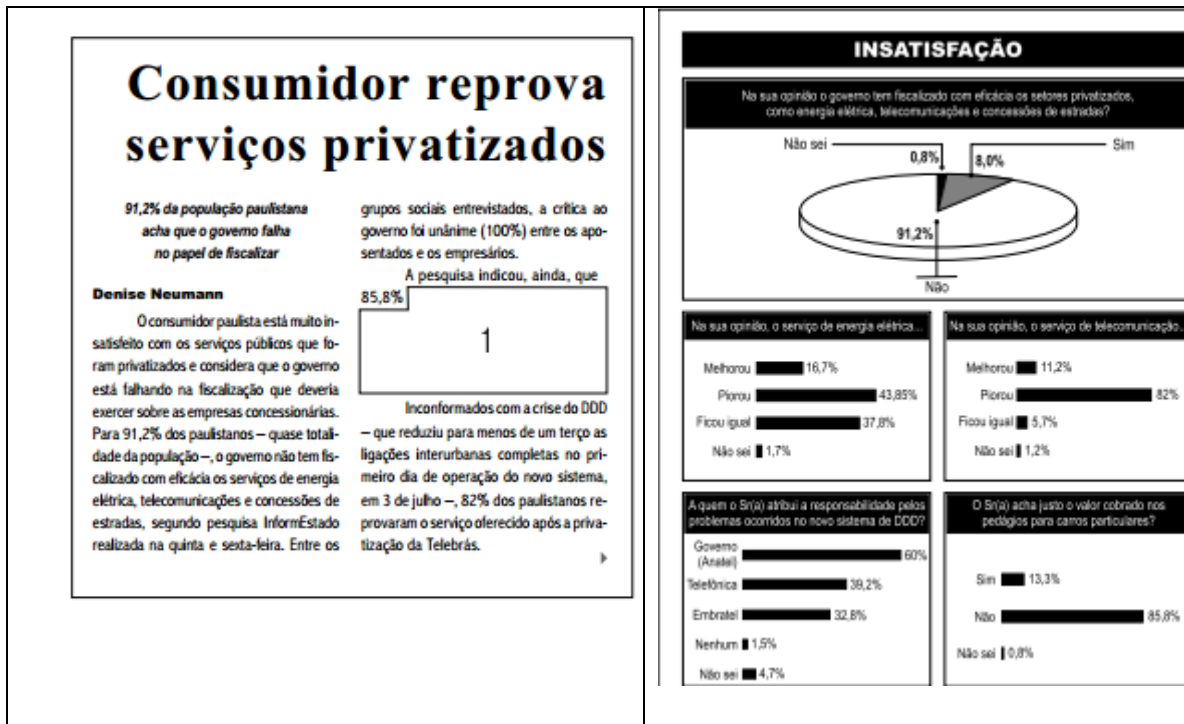 Consumidor reprova
serviços privatizados
91,2% da população paulistana
acha que o governo falha
no papel de fiscalizar
Denise Neumann
O consumidor paulista está muito in-
satisfeito com os serviços públicos que fo-
ram privatizados e considera que o governo
está falhando na fiscalização que deveria
exercer sobre as empresas concessionárias.
Para 91,2% dos paulistanos – quase totali-
dade da população –, o governo não tem fis-
calizado com eficácia os serviços de energia
elétrica, telecomunicações e concessões de
estradas, segundo pesquisa InformEstado
realizada na quinta e sexta-feira. Entre os
grupos sociais entrevistados, a crítica ao
governo foi unânime (100%) entre os apo-
sentados e os empresários.
A pesquisa indicou, ainda, que
85,8%
1
Inconformados com a crise do DDD
– que reduziu para menos de um terço as
ligações interurbanas completas no pri-
meiro dia de operação do novo sistema,
em 3 de julho –, 82% dos paulistanos re-
provaram o serviço oferecido após a priva-
tização da Telebrás.
INSATISFAÇÃO
Na sua opinião o governo tem fiscalizado com eficácia os setores privatizados,
como energia elétrica, telecomunicações e concessões de estradas?
Não sei
0,8%
8,0%
Sim
91,2%
Não
Na sua opinião, o serviço de energia elétrica...
Melhorou 16,7%
Piorou 43,85%
Ficou igual 37,8%
Não sei 1,7%
Na sua opinião, o serviço de telecomunicação...
Melhorou 11,2%
Piorou 82%
Ficou igual 5,7%
Não sei 1,2%
A quem o Sr(a) atribui a responsabilidade pelos
problemas ocorridos no novo sistema de DDD?
Governo
(Anatel) 60%
Telefônica 39,2%
Embratel 32,8%
Nenhum 1,5%
Não sei 4,7%
O Sr(a) acha justo o valor cobrado nos
pedágios para carros particulares?
Sim 13,3%
Não 85,8%
Não sei 0,8%